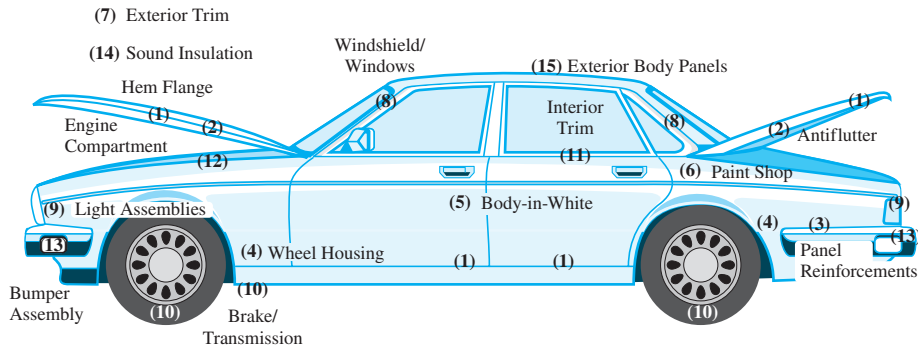 (7) Exterior Trim
(14) Sound Insulation
Windshield/
Windows
(15) Exterior Body Panels
Hem Flange
(1)
(2)
(8)
Interior
Trim
(8)
(2)
(1)
Antiflutter
Engine
Compartment
(12)
(11)
(6) Paint Shop
(9) Light Assemblies
(5) Body-in-White
(9)
(4)
(3)
(13)
(13)
(4) Wheel Housing
(1)
(1)
Panel
Reinforcements
Bumper
Assembly
(10)
(10)
(10)
Brake/
Transmission